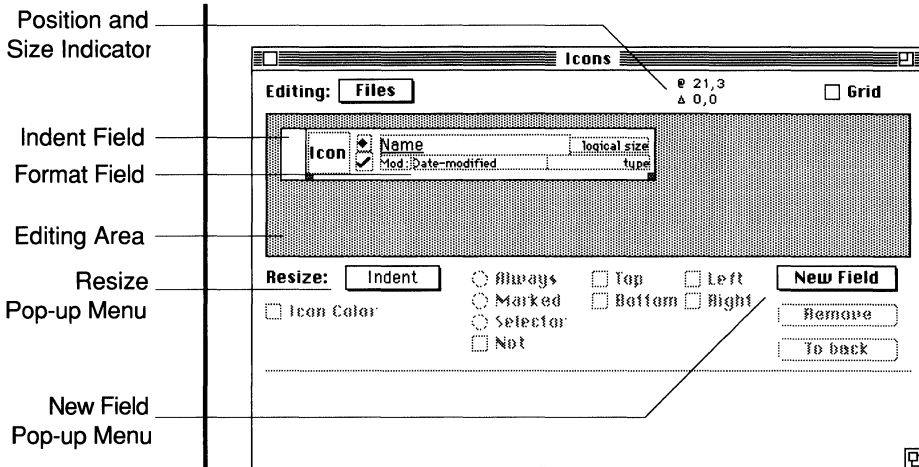 Position and
Size Indicator
Icons
Editing: Files
@ 21,3
Δ 0,0
Grid
Indent Field
Icon
Name
logical size
Format Field
Mod: Date-modified
type
Editing Area
Resize
Pop-up Menu
Resize: Indent
Always
Top
Left
New Field
Icon Color
Marked
Bottom
Right
Remove
Selector
Not
To back
New Field
Pop-up Menu